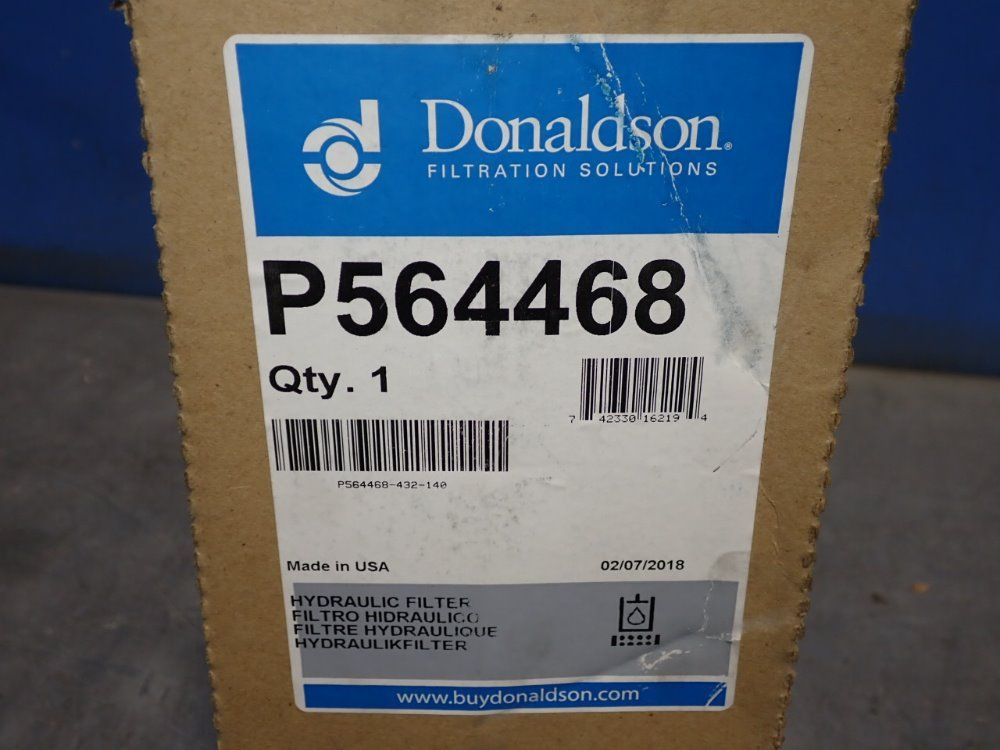 Donaldson®
FILTRATION SOLUTIONS
P564468
Qty. 1
7 42330 16219 4
P564468-432-140
Made in USA 02/07/2018
HYDRAULIC FILTER
FILTRO HIDRAULICO
FILTRE HYDRAULIQUE
HYDRAULIKFILTER
www.buydonaldson.com